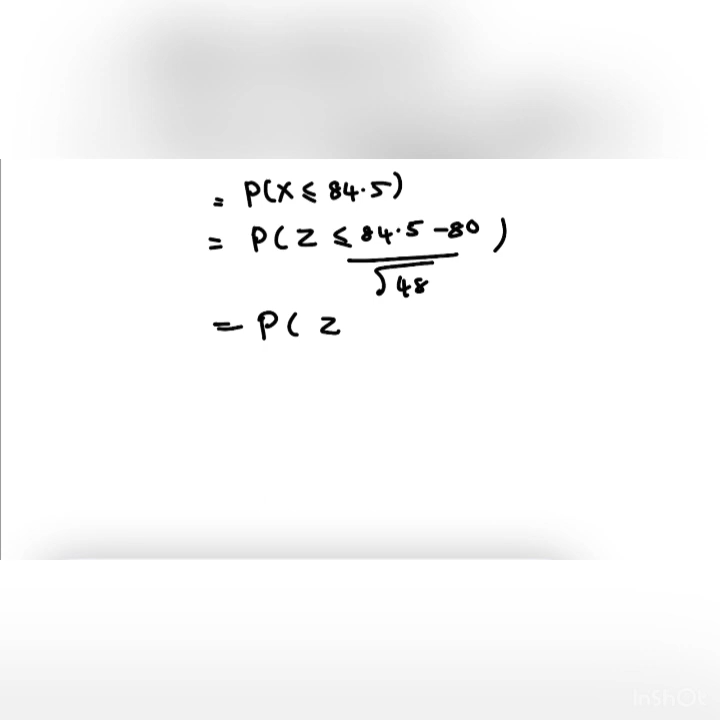 = P(X ≤ 84.5)
= P(Z ≤ (84.5 - 80)/√48)
= P( Z
InShOt